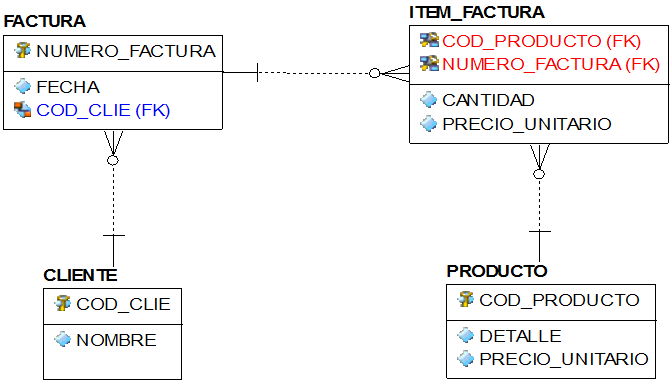 FACTURA
NUMERO_FACTURA
FECHA
COD_CLIE (FK)
ITEM_FACTURA
COD_PRODUCTO (FK)
NUMERO_FACTURA (FK)
CANTIDAD
PRECIO_UNITARIO
CLIENTE
COD_CLIE
NOMBRE
PRODUCTO
COD_PRODUCTO
DETALLE
PRECIO_UNITARIO